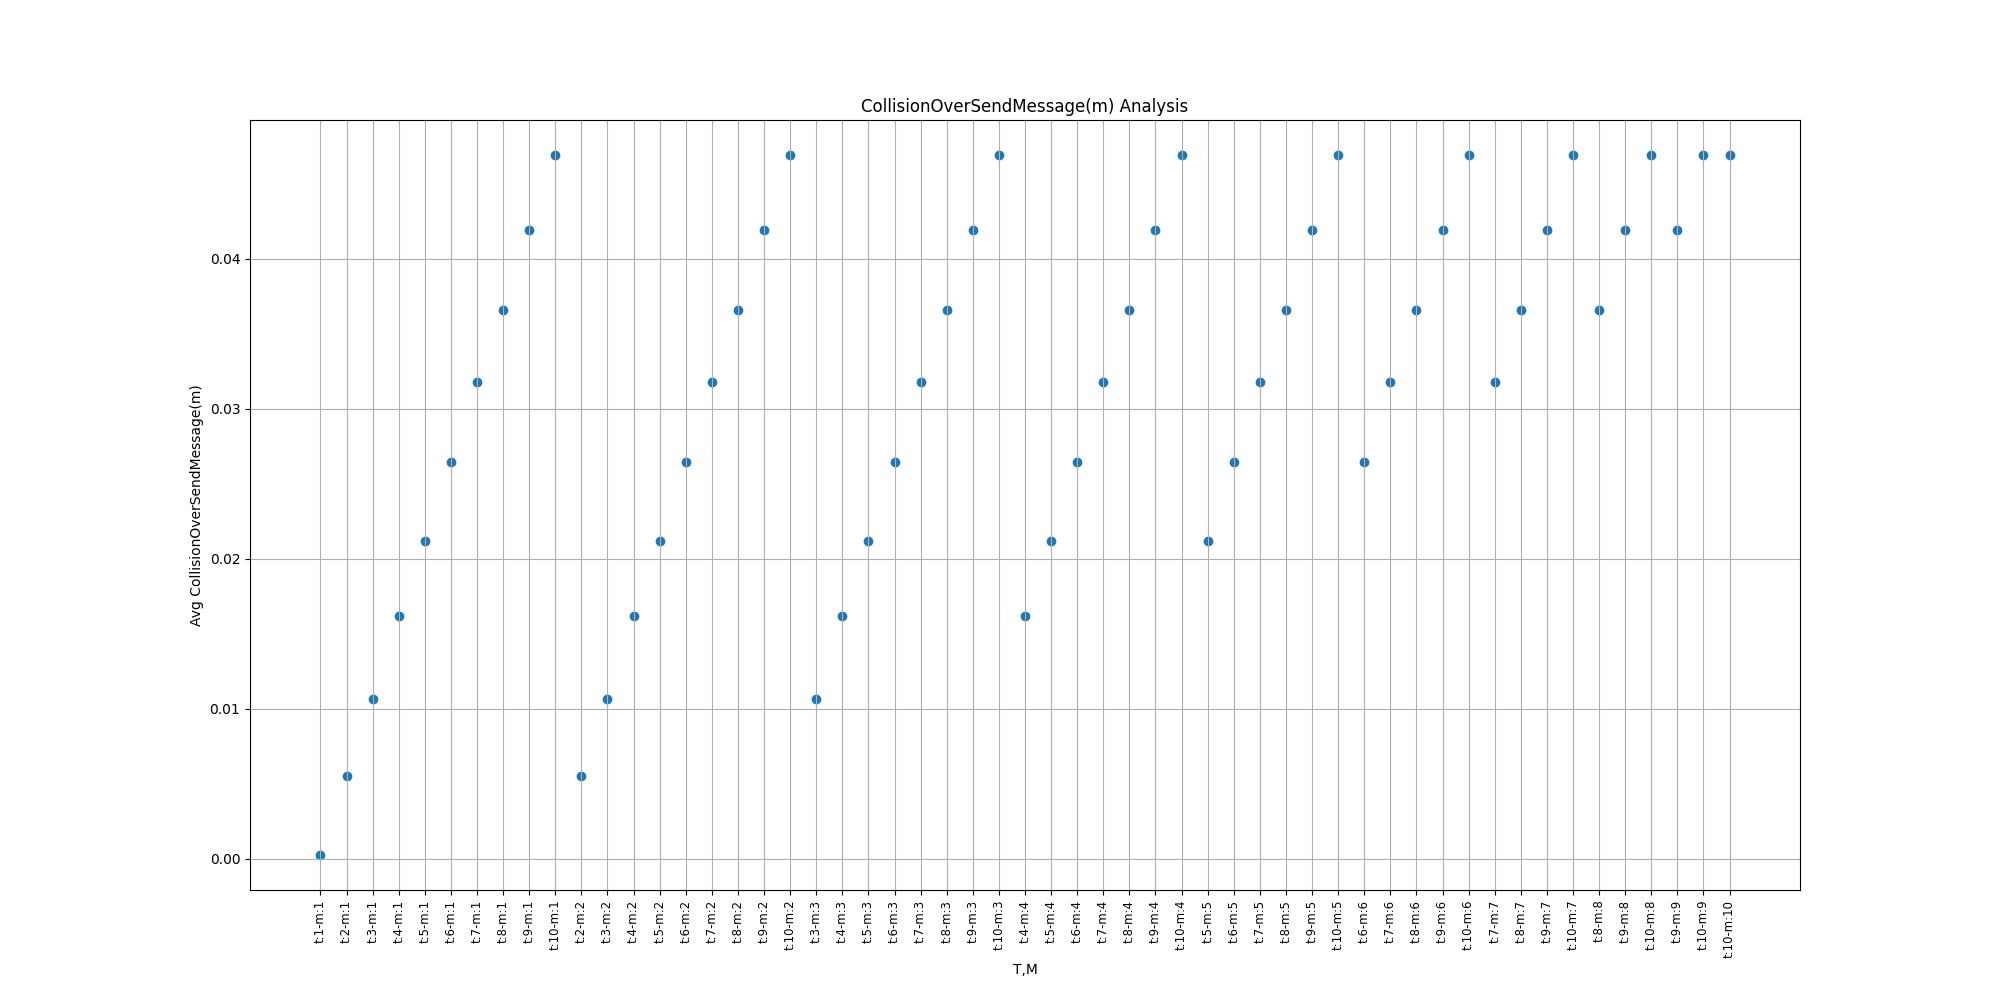 CollisionOverSendMessage(m) Analysis
Avg CollisionOverSendMessage(m)
0.04
0.03
0.02
0.01
0.00
t:1-m:1
t:2-m:1
t:3-m:1
t:4-m:1
t:5-m:1
t:6-m:1
t:7-m:1
t:8-m:1
t:9-m:1
t:10-m:1
t:2-m:2
t:3-m:2
t:4-m:2
t:5-m:2
t:6-m:2
t:7-m:2
t:8-m:2
t:9-m:2
t:10-m:2
t:3-m:3
t:4-m:3
t:5-m:3
t:6-m:3
t:7-m:3
t:8-m:3
t:9-m:3
t:10-m:3
t:4-m:4
t:5-m:4
t:6-m:4
t:7-m:4
t:8-m:4
t:9-m:4
t:10-m:4
t:5-m:5
t:6-m:5
t:7-m:5
t:8-m:5
t:9-m:5
t:10-m:5
t:6-m:6
t:7-m:6
t:8-m:6
t:9-m:6
t:10-m:6
t:7-m:7
t:8-m:7
t:9-m:7
t:10-m:7
t:8-m:8
t:9-m:8
t:10-m:8
t:9-m:9
t:10-m:9
t:10-m:10
T,M